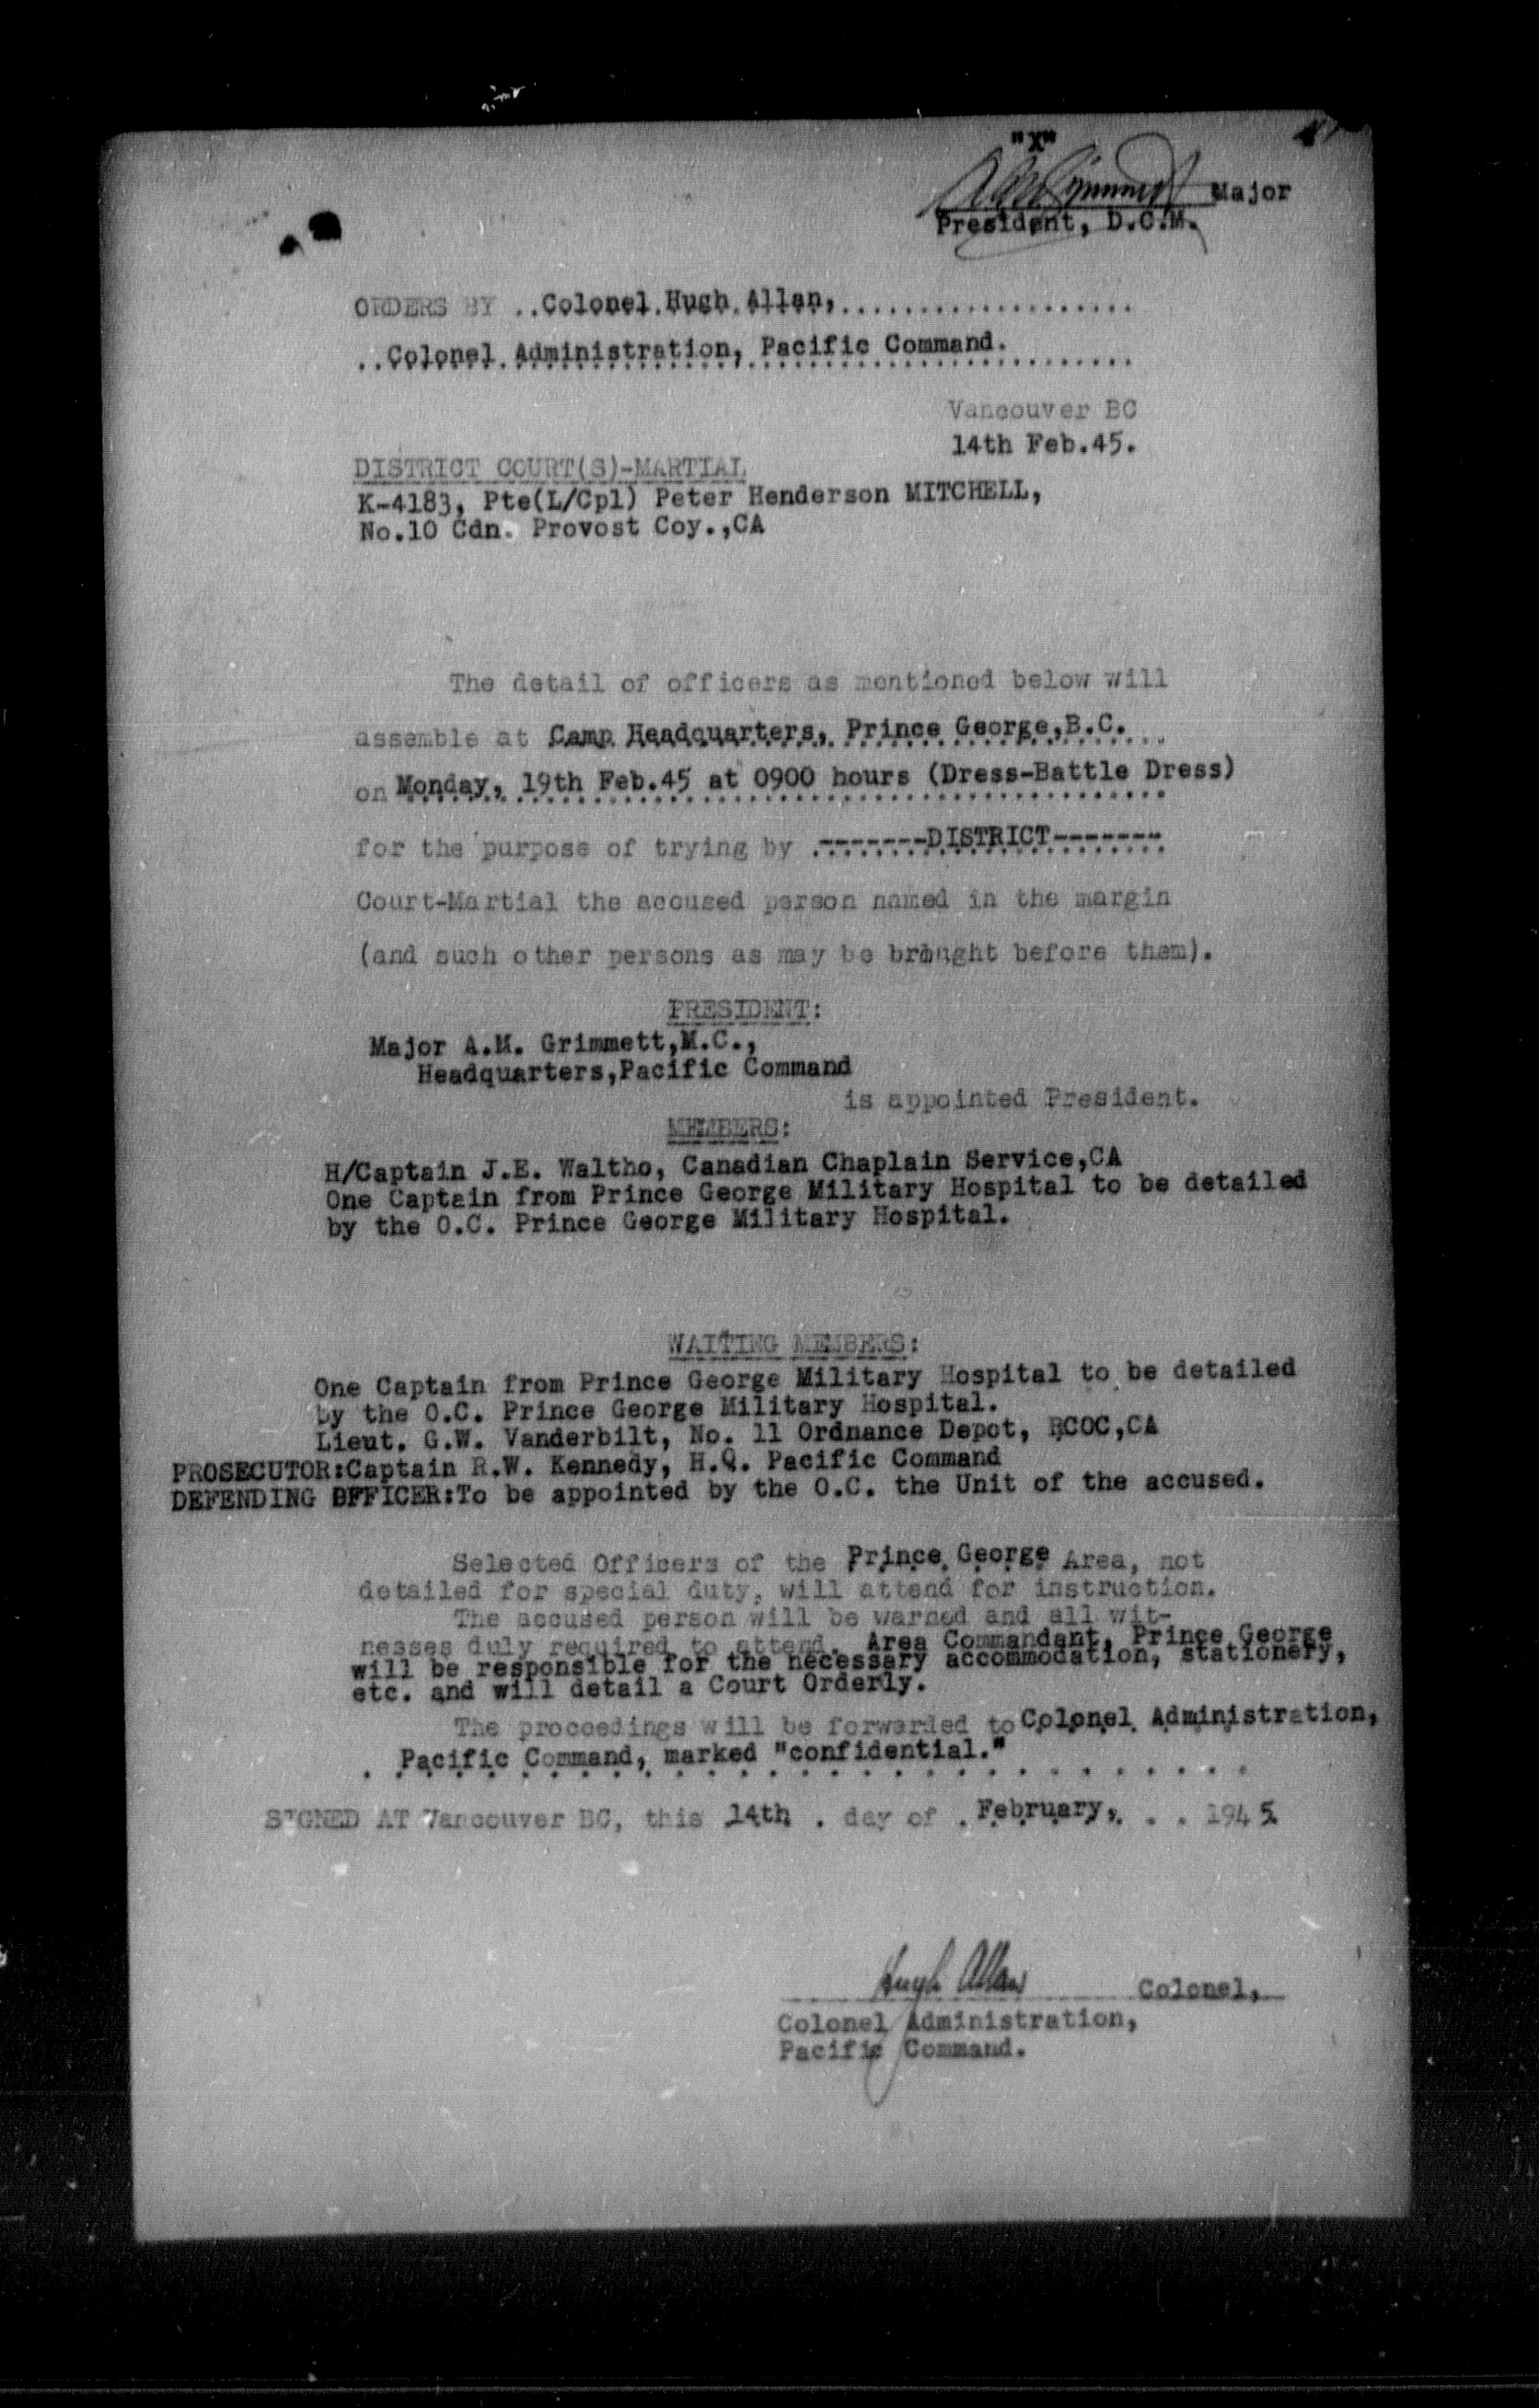 "X"
A M Grimmett Major
President, D.C.M.
ORDERS BY ..Colonel Hugh Allan,....................
..Colonel Administration, Pacific Command.
Vancouver BC
14th Feb.45.
DISTRICT COURT(S)-MARTIAL
K-4183, Pte(L/Cpl) Peter Henderson MITCHELL,
No.10 Cdn. Provost Coy.,CA
The detail of officers as mentioned below will
assemble at Camp Headquarters, Prince George,B.C.
on Monday, 19th Feb.45 at 0900 hours (Dress-Battle Dress)
for the purpose of trying by -------DISTRICT-------
Court-Martial the accused person named in the margin
(and such other persons as may be brought before them).
PRESIDENT:
Major A.M. Grimmett,M.C.,
Headquarters,Pacific Command
is appointed President.
MEMBERS:
H/Captain J.E. Waltho, Canadian Chaplain Service,CA
One Captain from Prince George Military Hospital to be detailed
by the O.C. Prince George Military Hospital.
WAITING MEMBERS:
One Captain from Prince George Military Hospital to be detailed
by the O.C. Prince George Military Hospital.
Lieut. G.W. Vanderbilt, No. 11 Ordnance Depot, RCOC,CA
PROSECUTOR:Captain R.W. Kennedy, H.Q. Pacific Command
DEFENDING OFFICER:To be appointed by the O.C. the Unit of the accused.
Selected Officers of the Prince George Area, not
detailed for special duty, will attend for instruction.
The accused person will be warned and all wit-
nesses duly required to attend. Area Commandant, Prince George
will be responsible for the necessary accommodation, stationery,
etc. and will detail a Court Orderly.
The proceedings will be forwarded to Colonel Administration,
Pacific Command, marked "confidential."
SIGNED AT Vancouver BC, this 14th . day of . February, . . 1945
Hugh Allan Colonel,
Colonel Administration,
Pacific Command.